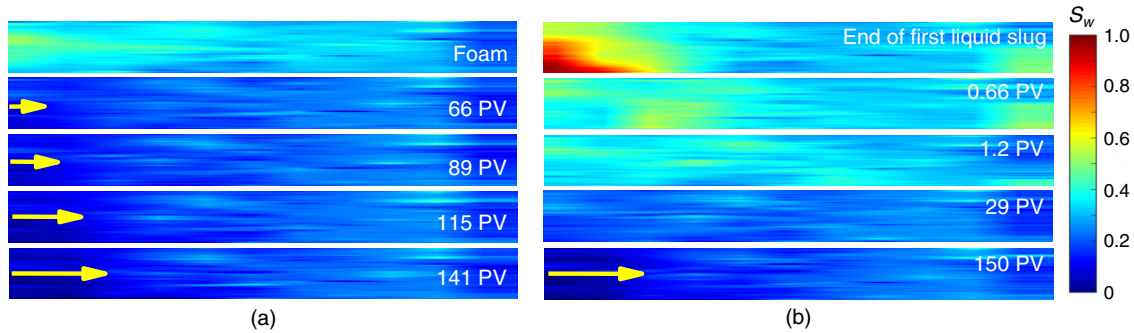 Foam
66 PV
89 PV
115 PV
141 PV
(a)
End of first liquid slug
0.66 PV
1.2 PV
29 PV
150 PV
(b)
S_w
1.0
0.8
0.6
0.4
0.2
0